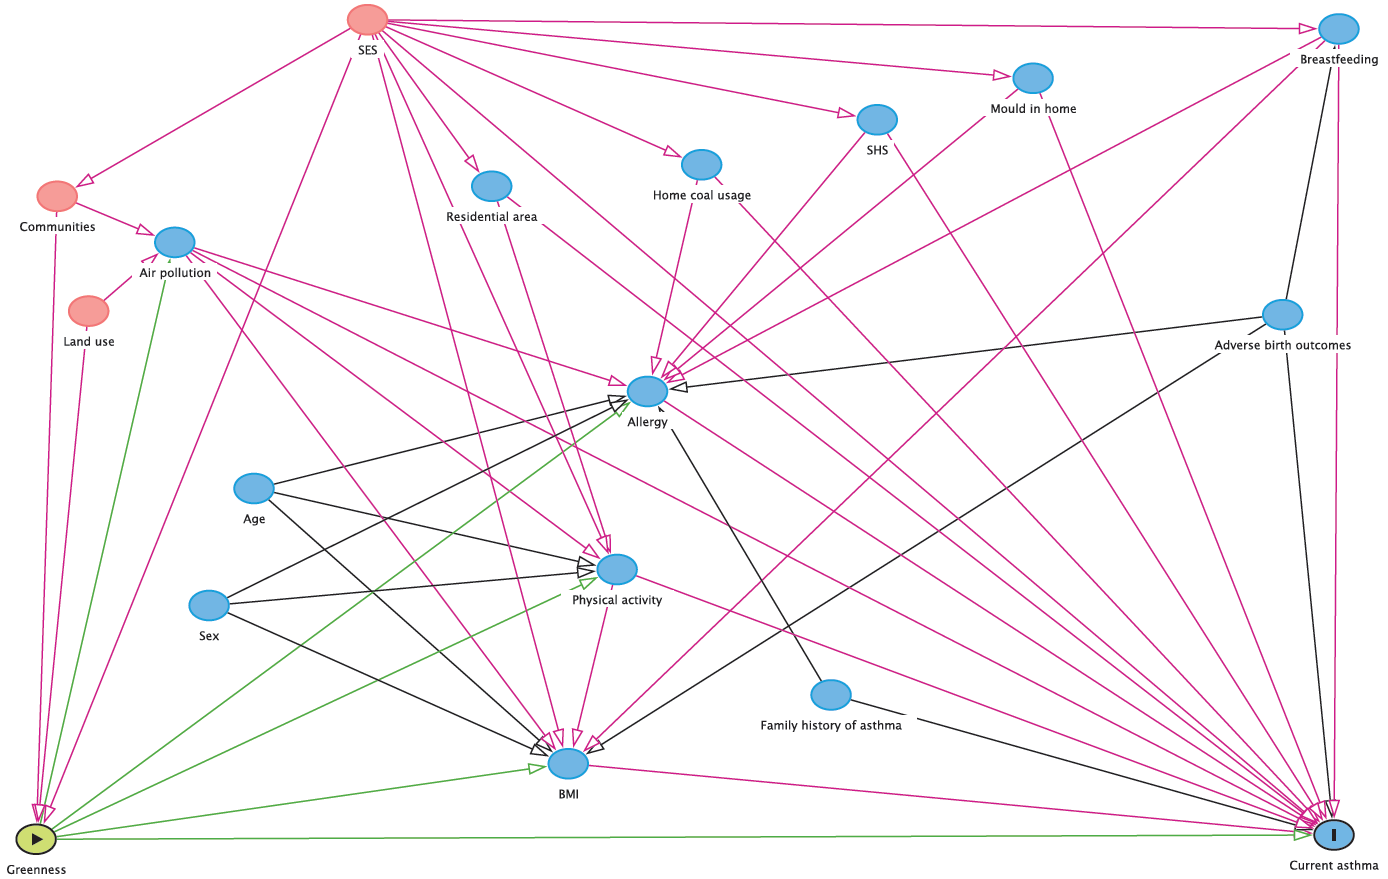 SES
Breastfeeding
Mould in home
SHS
Home coal usage
Residential area
Communities
Air pollution
Land use
Adverse birth outcomes
Allergy
Age
Physical activity
Sex
Family history of asthma
BMI
Greenness
Current asthma